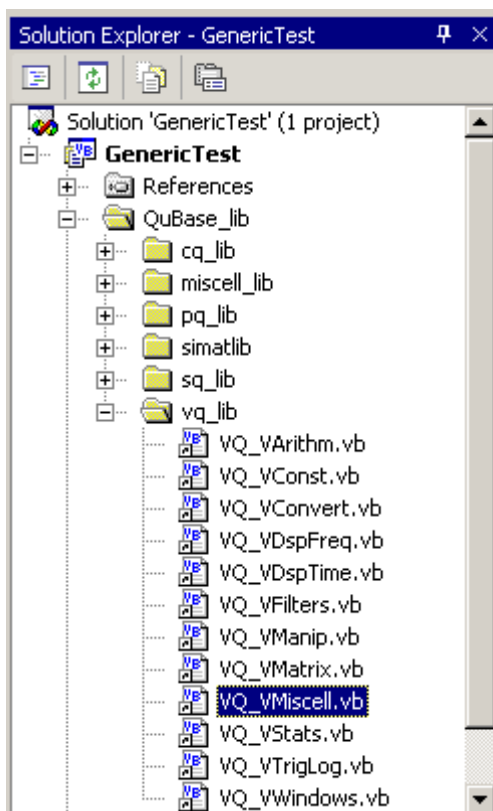 Solution Explorer - GenericTest
Solution 'GenericTest' (1 project)
GenericTest
References
QuBase_lib
cq_lib
miscell_lib
pq_lib
simatlib
sq_lib
vq_lib
VQ_VArithm.vb
VQ_VConst.vb
VQ_VConvert.vb
VQ_VDspFreq.vb
VQ_VDspTime.vb
VQ_VFilters.vb
VQ_VManip.vb
VQ_VMatrix.vb
VQ_VMiscell.vb
VQ_VStats.vb
VQ_VTrigLog.vb
VQ_VWindows.vb